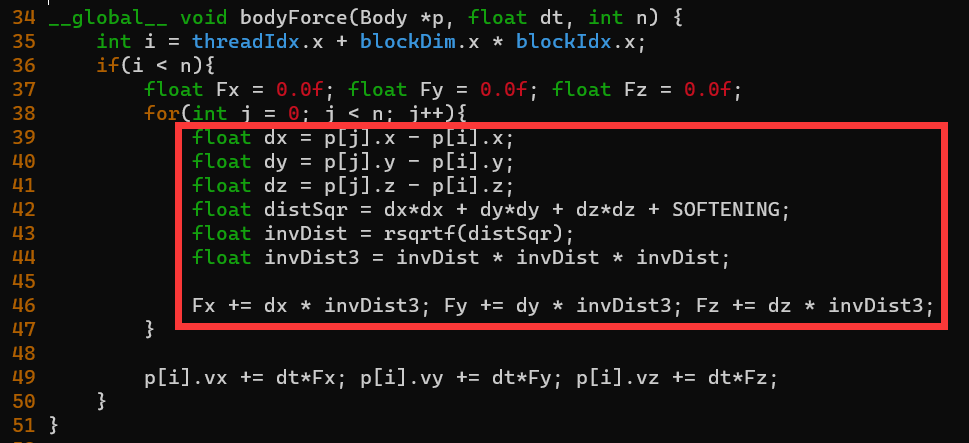 34 __global__ void bodyForce(Body *p, float dt, int n) {
35     int i = threadIdx.x + blockDim.x * blockIdx.x;
36     if(i < n){
37         float Fx = 0.0f; float Fy = 0.0f; float Fz = 0.0f;
38         for(int j = 0; j < n; j++){
39             float dx = p[j].x - p[i].x;
40             float dy = p[j].y - p[i].y;
41             float dz = p[j].z - p[i].z;
42             float distSqr = dx*dx + dy*dy + dz*dz + SOFTENING;
43             float invDist = rsqrtf(distSqr);
44             float invDist3 = invDist * invDist * invDist;
45
46             Fx += dx * invDist3; Fy += dy * invDist3; Fz += dz * invDist3;
47         }
48
49         p[i].vx += dt*Fx; p[i].vy += dt*Fy; p[i].vz += dt*Fz;
50     }
51 }